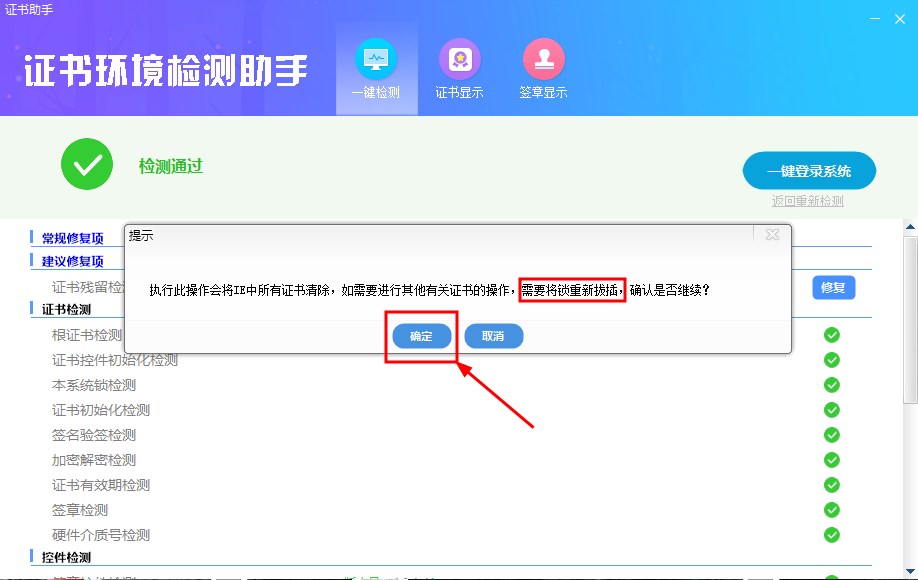 证书助手
证书环境检测助手
一键检测
证书显示
签章显示
检测通过
一键登录系统
返回重新检测
常规修复项
建议修复项
证书残留检
修复
提示
执行此操作会将IE中所有证书清除，如需要进行其他有关证书的操作，需要将锁重新拔插，确认是否继续？
确定
取消
证书检测
根证书检测
证书控件初始化检测
本系统锁检测
证书初始化检测
签名验签检测
加密解密检测
证书有效期检测
签章检测
硬件介质号检测
控件检测